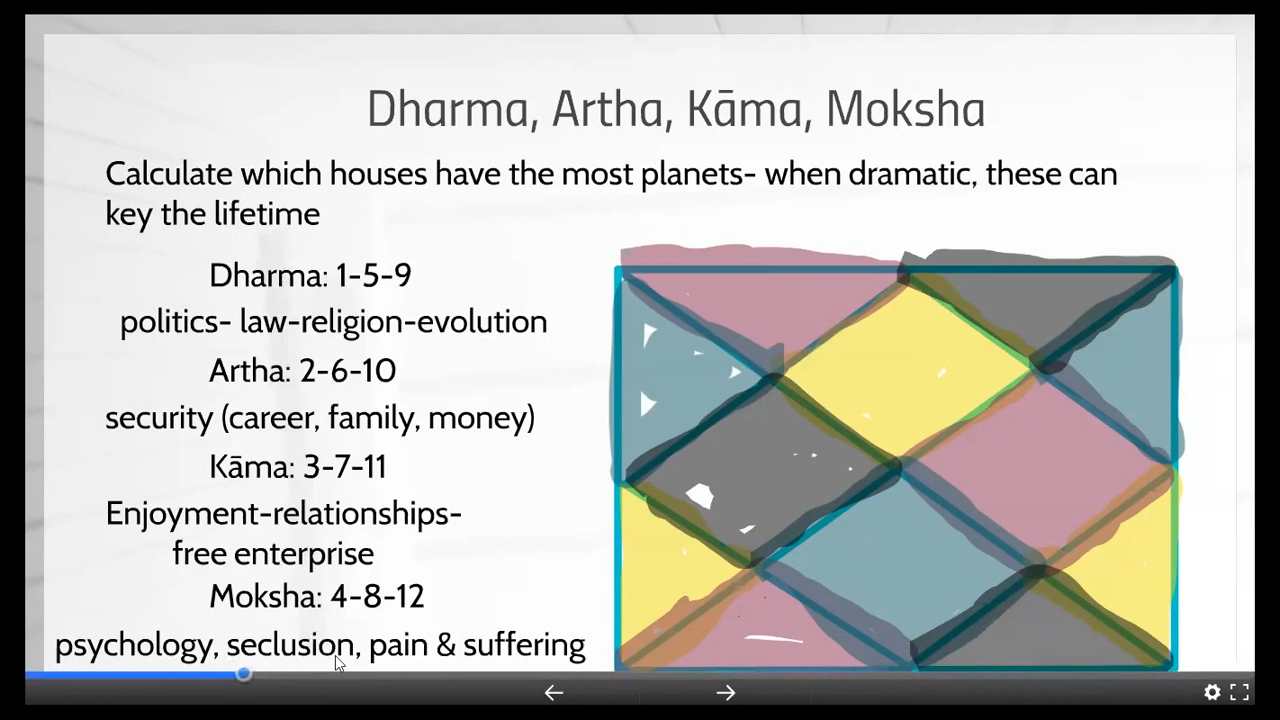 Dharma, Artha, Kāma, Moksha
Calculate which houses have the most planets- when dramatic, these can
key the lifetime
Dharma: 1-5-9
politics- law-religion-evolution
Artha: 2-6-10
security (career, family, money)
Kāma: 3-7-11
Enjoyment-relationships-
free enterprise
Moksha: 4-8-12
psychology, seclusion, pain & suffering